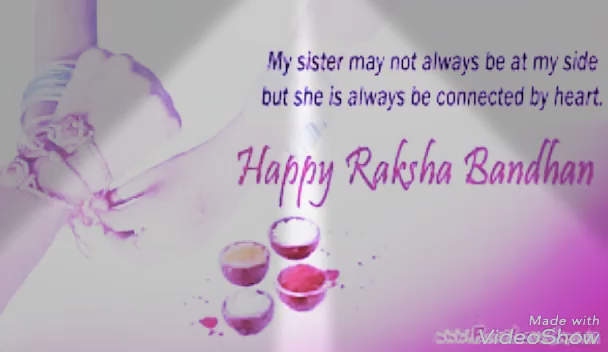 My sister may not always be at my side
but she is always be connected by heart.
Happy Raksha Bandhan
Made with
VideoShow